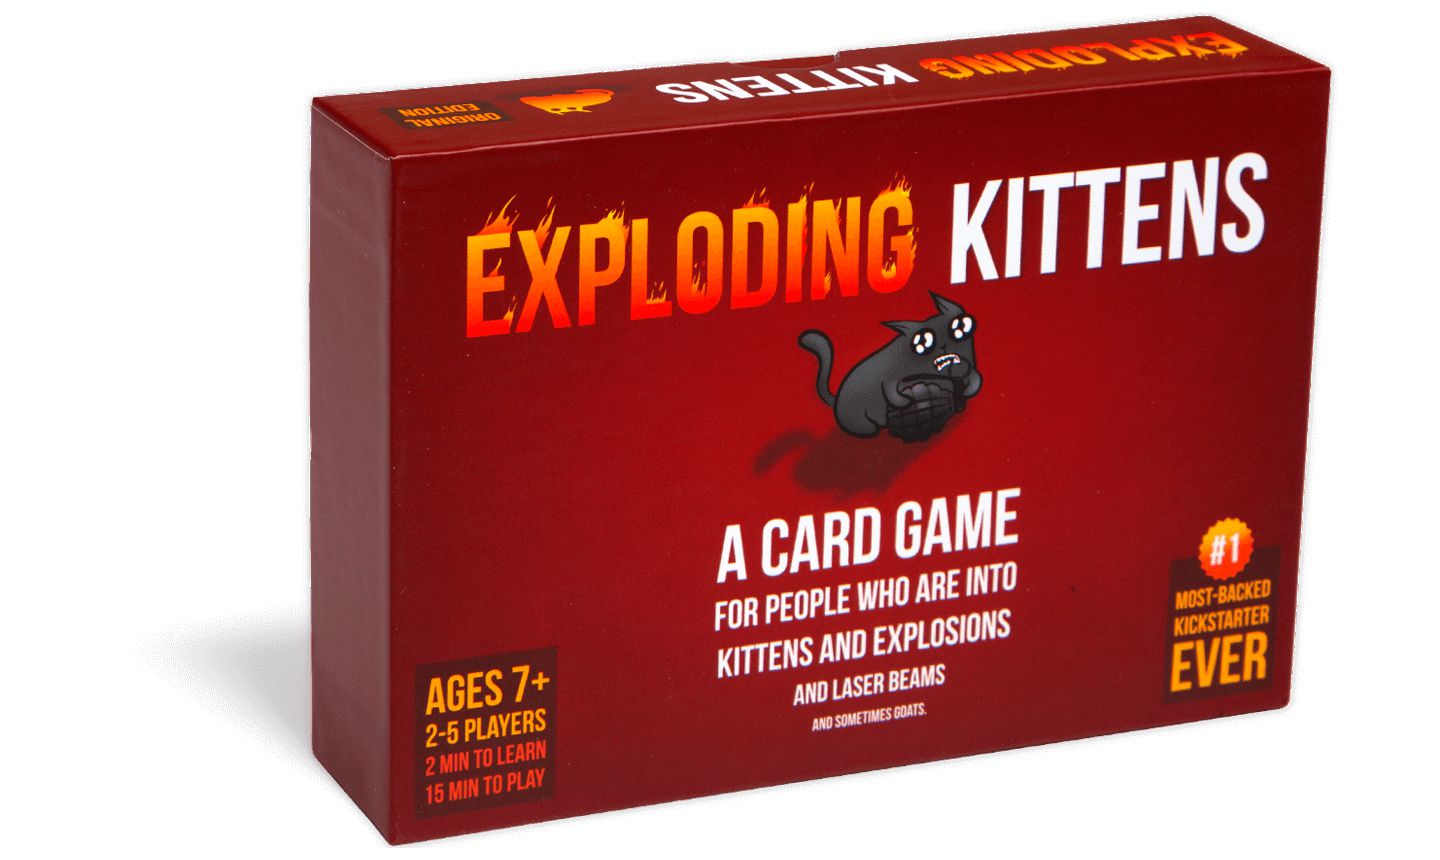 EXPLODING KITTENS
ORIGINAL
EDITION
EXPLODING KITTENS
A CARD GAME
FOR PEOPLE WHO ARE INTO
KITTENS AND EXPLOSIONS
AND LASER BEAMS
AND SOMETIMES GOATS.
AGES 7+
2-5 PLAYERS
2 MIN TO LEARN
15 MIN TO PLAY
#1
MOST-BACKED
KICKSTARTER
EVER